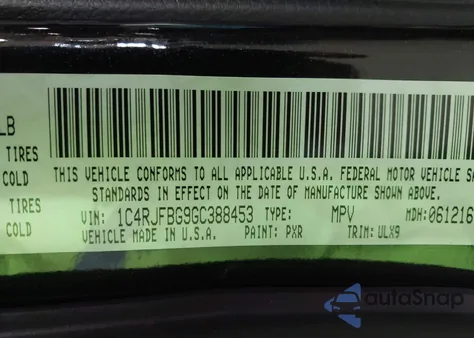 LB
TIRES THIS VEHICLE CONFORMS TO ALL APPLICABLE U.S.A. FEDERAL MOTOR VEHICLE SA
COLD STANDARDS IN EFFECT ON THE DATE OF MANUFACTURE SHOWN ABOVE.
TIRES VIN: 1C4RJFBG9GC388453 TYPE: MPV MDH:061216
COLD VEHICLE MADE IN U.S.A. PAINT: PXR TRIM: ULX9
autoSnap